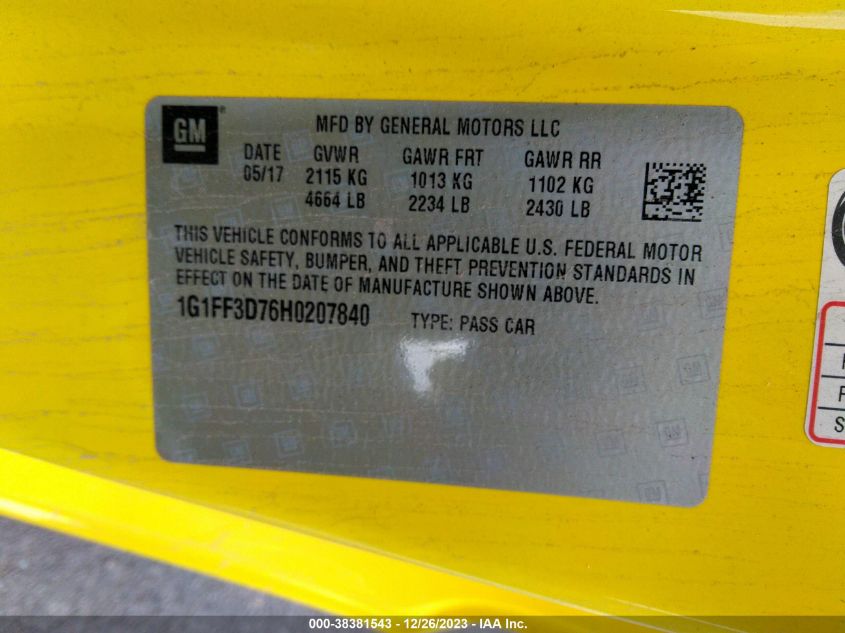 GM ®
MFD BY GENERAL MOTORS LLC
DATE GVWR GAWR FRT GAWR RR
05/17 2115 KG 1013 KG 1102 KG
4664 LB 2234 LB 2430 LB
THIS VEHICLE CONFORMS TO ALL APPLICABLE U.S. FEDERAL MOTOR
VEHICLE SAFETY, BUMPER, AND THEFT PREVENTION STANDARDS IN
EFFECT ON THE DATE OF MANUFACTURE SHOWN ABOVE.
1G1FF3D76H0207840 TYPE: PASS CAR
F
S
000-38381543 - 12/26/2023 - IAAI.COM